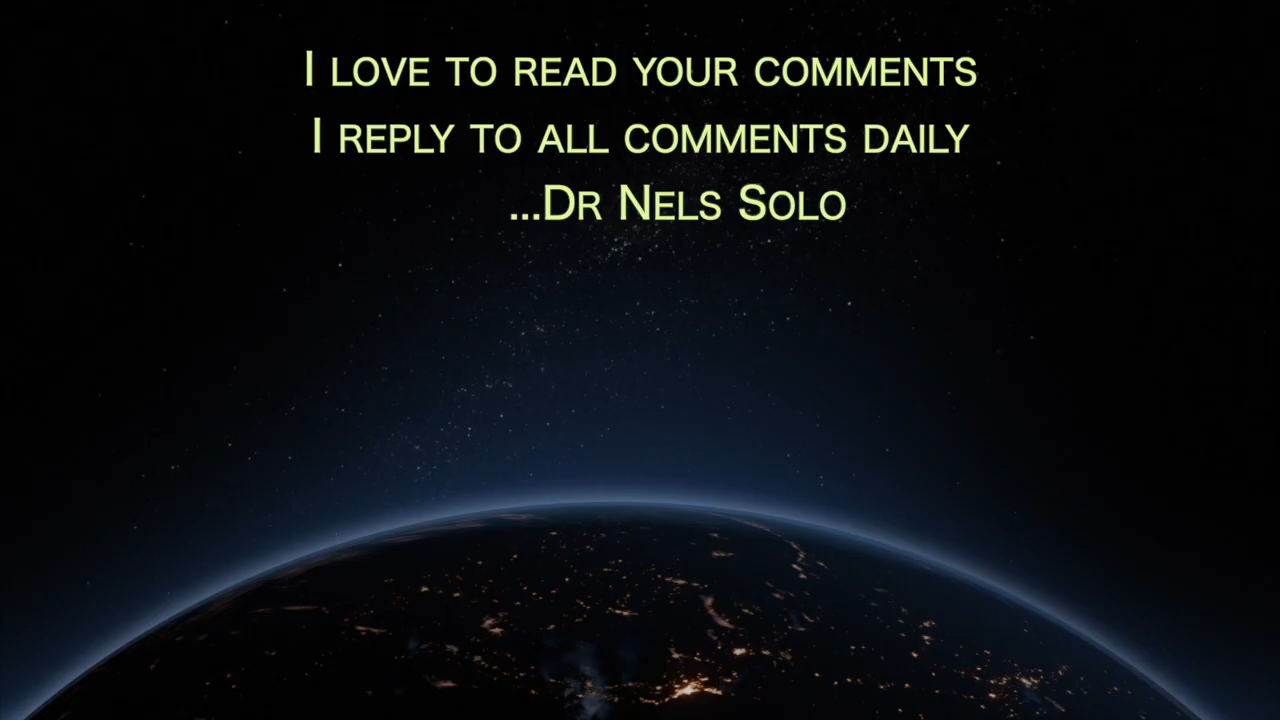 I LOVE TO READ YOUR COMMENTS
I REPLY TO ALL COMMENTS DAILY
...DR NELS SOLO